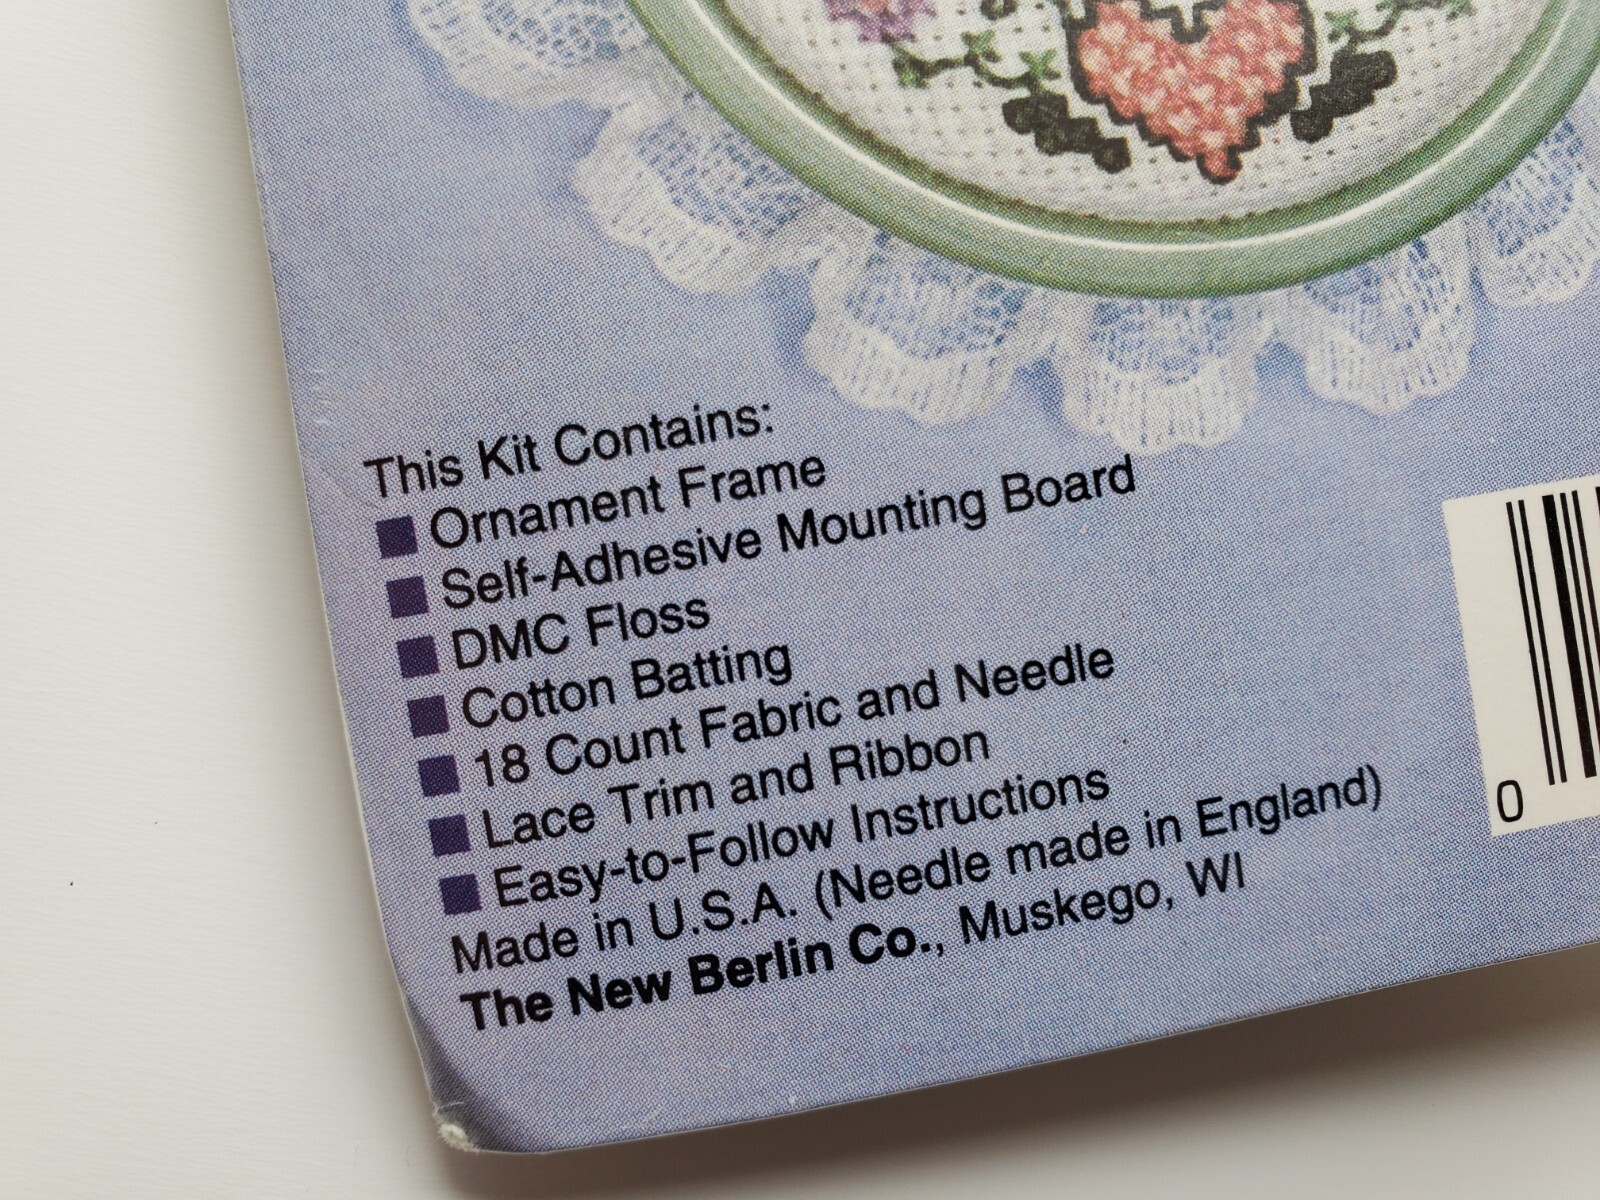 This Kit Contains:
■ Ornament Frame
■ Self-Adhesive Mounting Board
■ DMC Floss
■ Cotton Batting
■ 18 Count Fabric and Needle
■ Lace Trim and Ribbon
■ Easy-to-Follow Instructions
Made in U.S.A. (Needle made in England)
The New Berlin Co., Muskego, WI
0